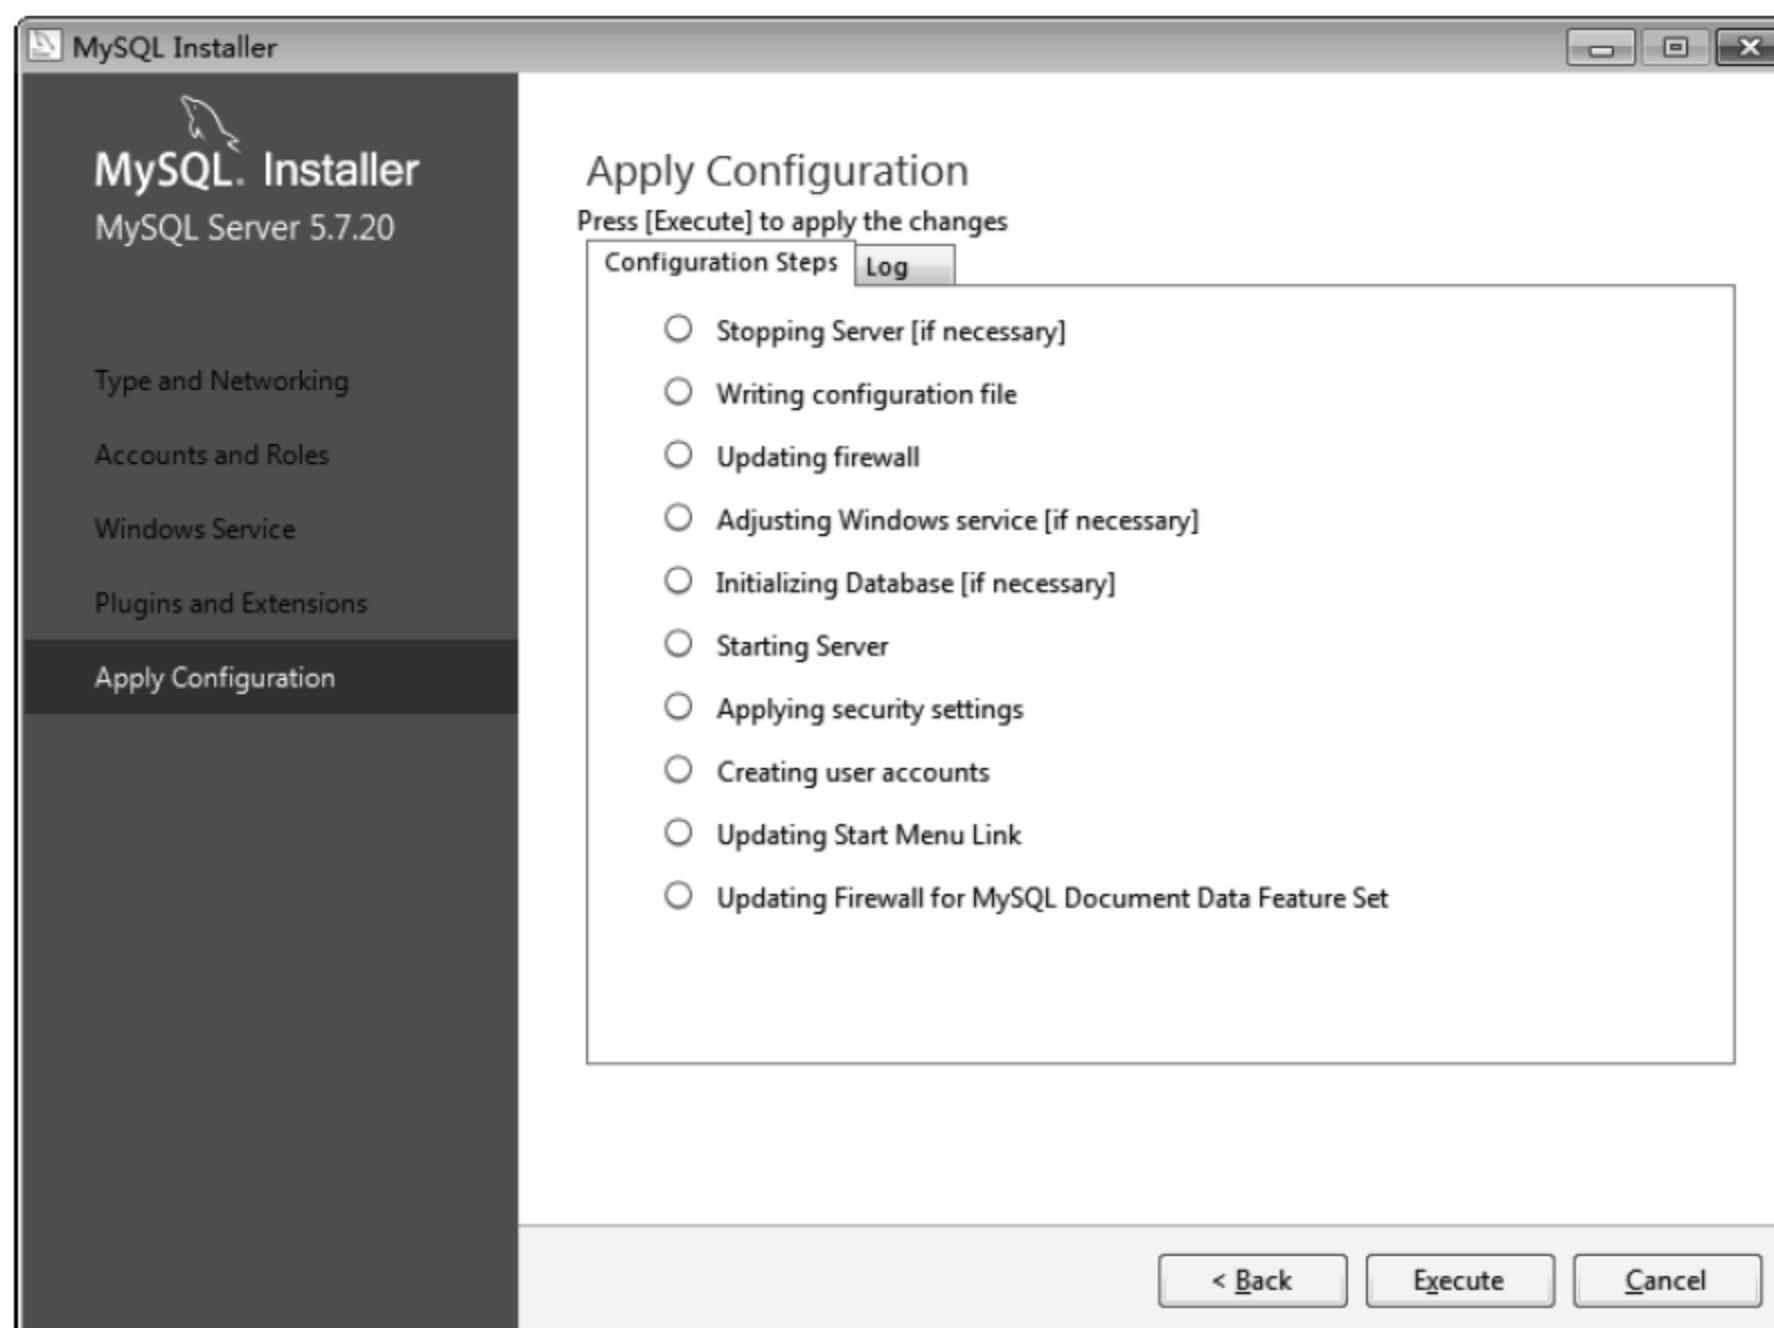 MySQL Installer
MySQL. Installer
MySQL Server 5.7.20
Type and Networking
Accounts and Roles
Windows Service
Plugins and Extensions
Apply Configuration
Apply Configuration
Press [Execute] to apply the changes
Configuration Steps
Log
Stopping Server [if necessary]
Writing configuration file
Updating firewall
Adjusting Windows service [if necessary]
Initializing Database [if necessary]
Starting Server
Applying security settings
Creating user accounts
Updating Start Menu Link
Updating Firewall for MySQL Document Data Feature Set
< Back
Execute
Cancel